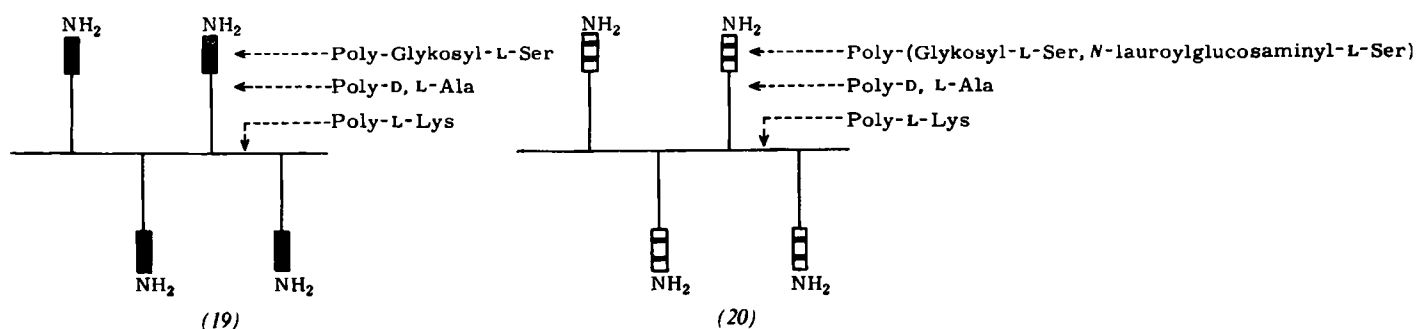 NH₂ NH₂
Poly-Glykosyl-L-Ser
Poly-D, L-Ala
Poly-L-Lys
NH₂ NH₂
(19)
NH₂ NH₂
Poly-(Glykosyl-L-Ser, N-lauroylglucosaminyl-L-Ser)
Poly-D, L-Ala
Poly-L-Lys
NH₂ NH₂
(20)